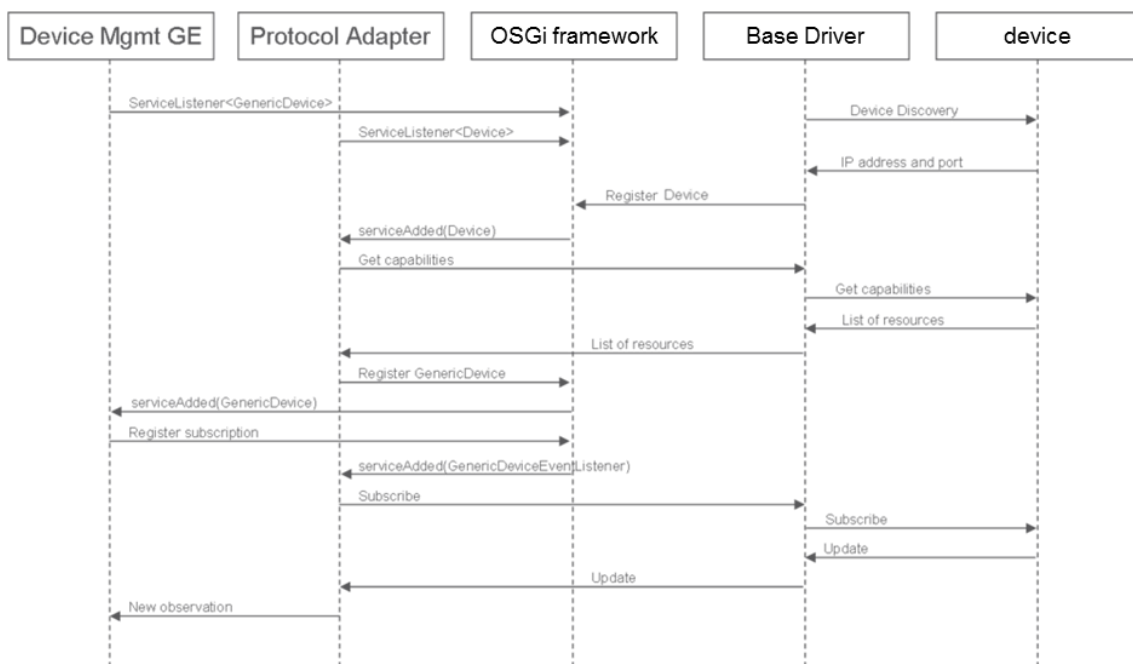 Device Mgmt GE
Protocol Adapter
OSGi framework
Base Driver
device
ServiceListener<GenericDevice>
Device Discovery
ServiceListener<Device>
IP address and port
Register Device
serviceAdded(Device)
Get capabilities
Get capabilities
List of resources
List of resources
Register GenericDevice
serviceAdded(GenericDevice)
Register subscription
serviceAdded(GenericDeviceEventListener)
Subscribe
Subscribe
Update
Update
New observation